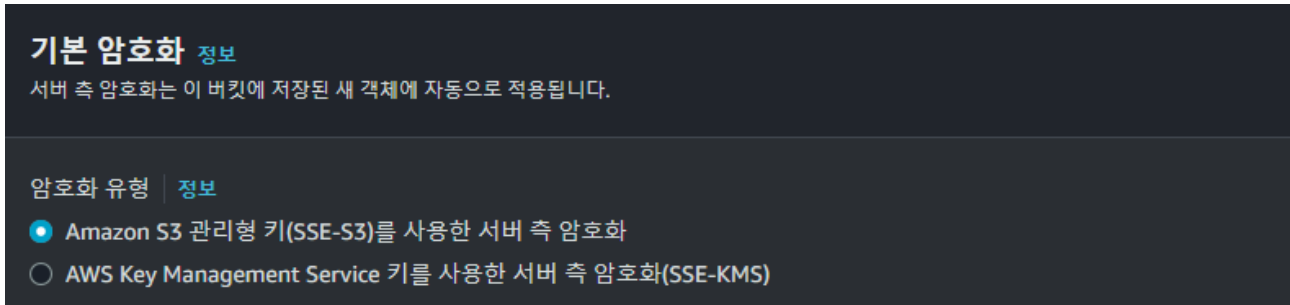 기본 암호화 정보
서버 측 암호화는 이 버킷에 저장된 새 객체에 자동으로 적용됩니다.
암호화 유형 정보
Amazon S3 관리형 키(SSE-S3)를 사용한 서버 측 암호화
AWS Key Management Service 키를 사용한 서버 측 암호화(SSE-KMS)